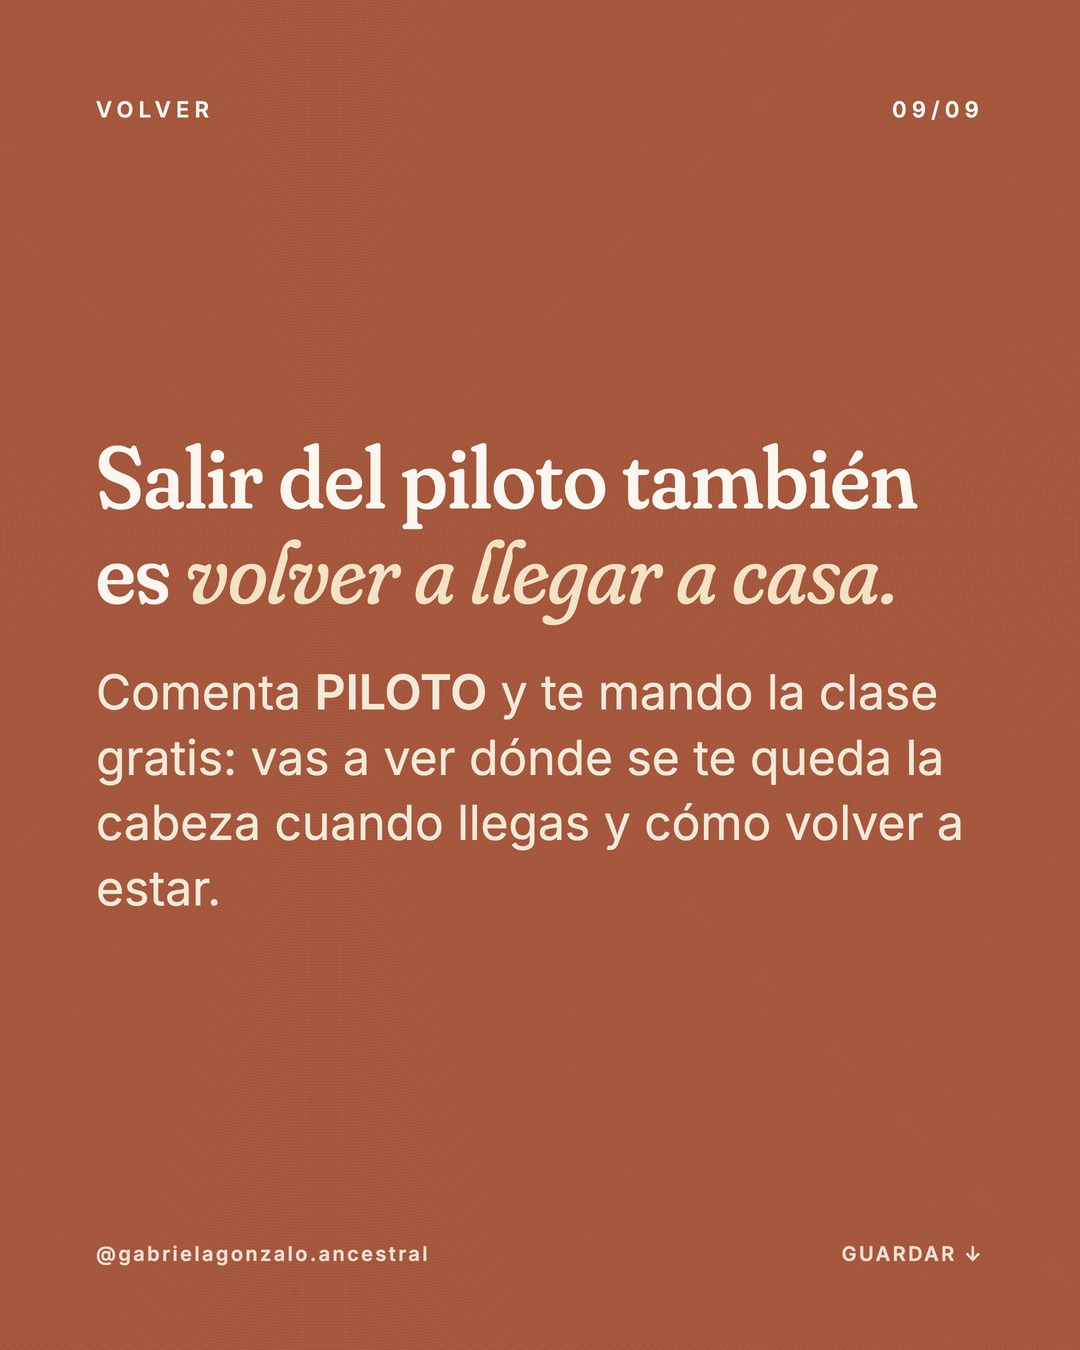 VOLVER
09/09
Salir del piloto también
es volver a llegar a casa.
Comenta PILOTO y te mando la clase
gratis: vas a ver dónde se te queda la
cabeza cuando llegas y cómo volver a
estar.
@gabrielagonzalo.ancestral
GUARDAR ↓